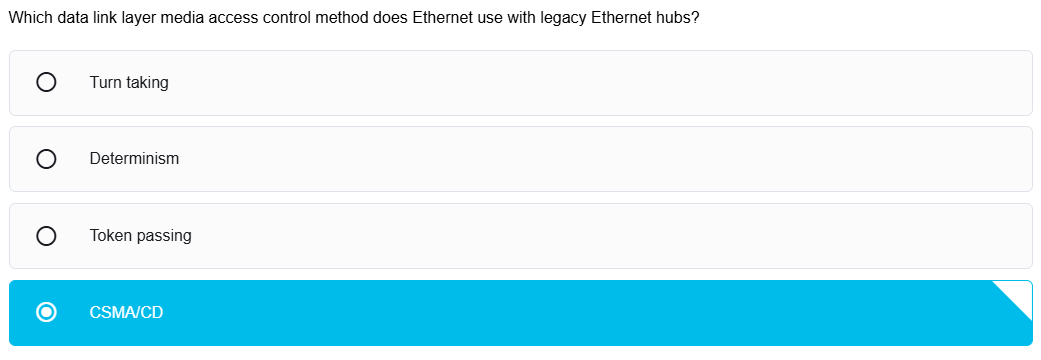 Which data link layer media access control method does Ethernet use with legacy Ethernet hubs?
Turn taking
Determinism
Token passing
CSMA/CD